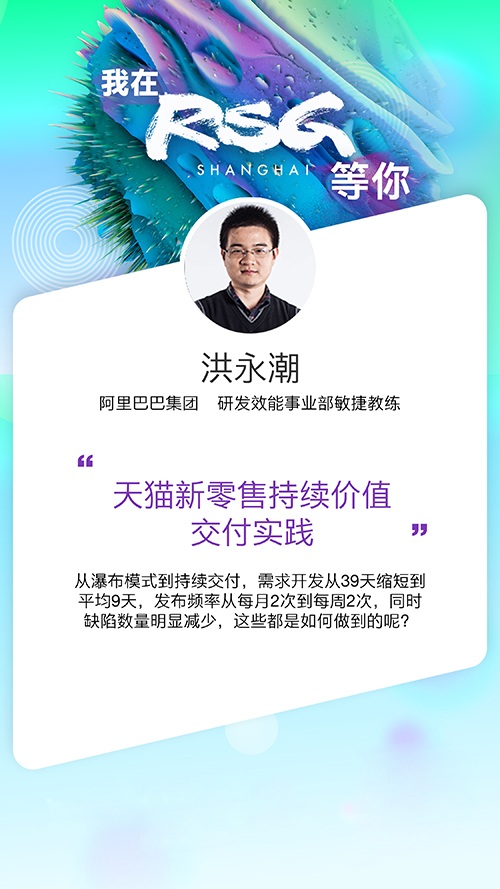 我在
RSG
SHANGHAI
等你
洪永潮
阿里巴巴集团 研发效能事业部敏捷教练
“
天猫新零售持续价值
交付实践
”
从瀑布模式到持续交付，需求开发从39天缩短到
平均9天，发布频率从每月2次到每周2次，同时
缺陷数量明显减少，这些都是如何做到的呢？